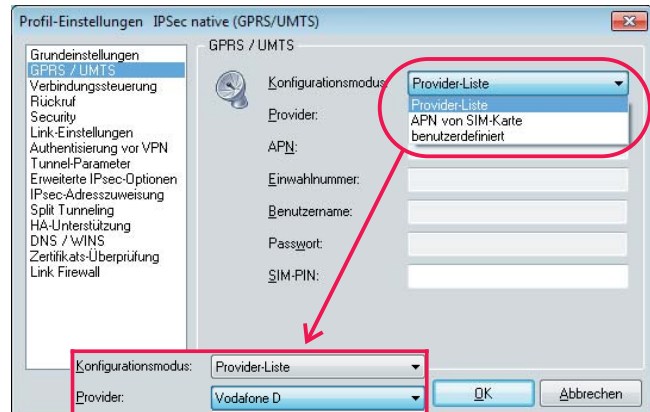 Profil-Einstellungen IPSec native (GPRS/UMTS)
Grundeinstellungen
GPRS / UMTS
Verbindungssteuerung
Rückruf
Security
Link-Einstellungen
Authentisierung vor VPN
Tunnel-Parameter
Erweiterte IPsec-Optionen
IPsec-Adresszuweisung
Split Tunneling
HA-Unterstützung
DNS / WINS
Zertifikats-Überprüfung
Link Firewall
GPRS / UMTS
Konfigurationsmodus: Provider-Liste
Provider-Liste
APN von SIM-Karte
benutzerdefiniert
Provider:
APN:
Einwahlnummer:
Benutzername:
Passwort:
SIM-PIN:
Konfigurationsmodus: Provider-Liste
Provider: Vodafone D
OK Abbrechen